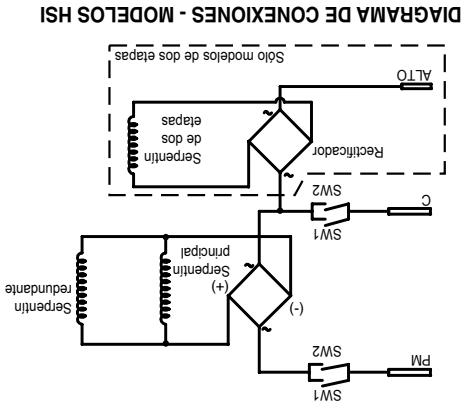 SW1
PM
SW2
(-)
(+)
Serpentín
redundante
Serpentín
principal
SW1
C
SW2
Rectificador
Serpentín
de dos
etapas
ALTO
Sólo modelos de dos etapas
DIAGRAMA DE CONEXIONES - MODELOS HSI